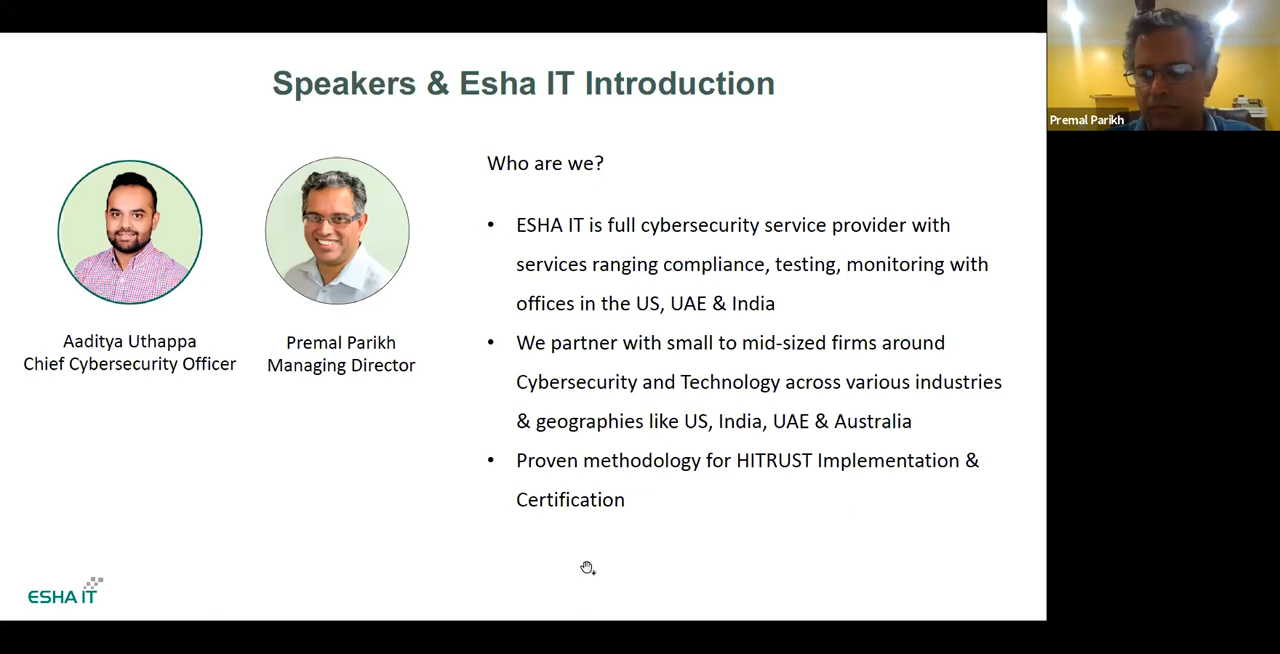 Speakers & Esha IT Introduction
Premal Parikh
Aaditya Uthappa
Chief Cybersecurity Officer
Premal Parikh
Managing Director
Who are we?
• ESHA IT is full cybersecurity service provider with
services ranging compliance, testing, monitoring with
offices in the US, UAE & India
• We partner with small to mid-sized firms around
Cybersecurity and Technology across various industries
& geographies like US, India, UAE & Australia
• Proven methodology for HITRUST Implementation &
Certification
ESHA IT